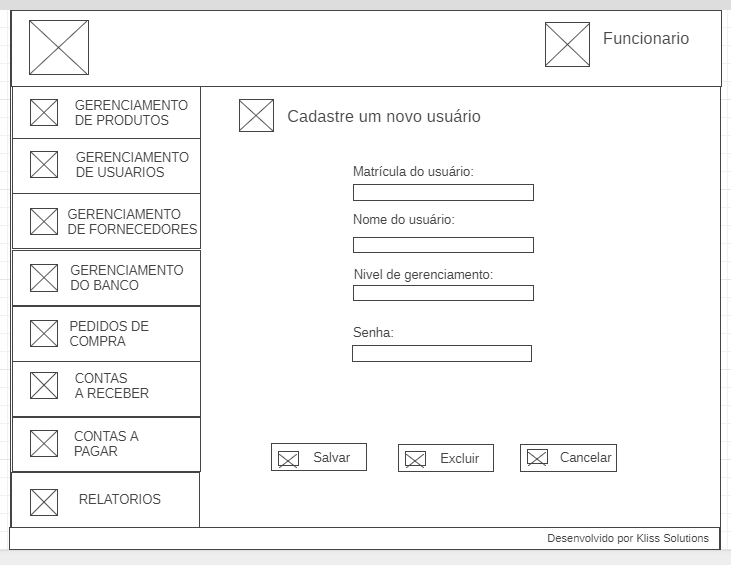 Funcionario
GERENCIAMENTO
DE PRODUTOS
GERENCIAMENTO
DE USUARIOS
GERENCIAMENTO
DE FORNECEDORES
GERENCIAMENTO
DO BANCO
PEDIDOS DE
COMPRA
CONTAS
A RECEBER
CONTAS A
PAGAR
RELATORIOS
Cadastre um novo usuário
Matrícula do usuário:
Nome do usuário:
Nivel de gerenciamento:
Senha:
Salvar
Excluir
Cancelar
Desenvolvido por Kliss Solutions